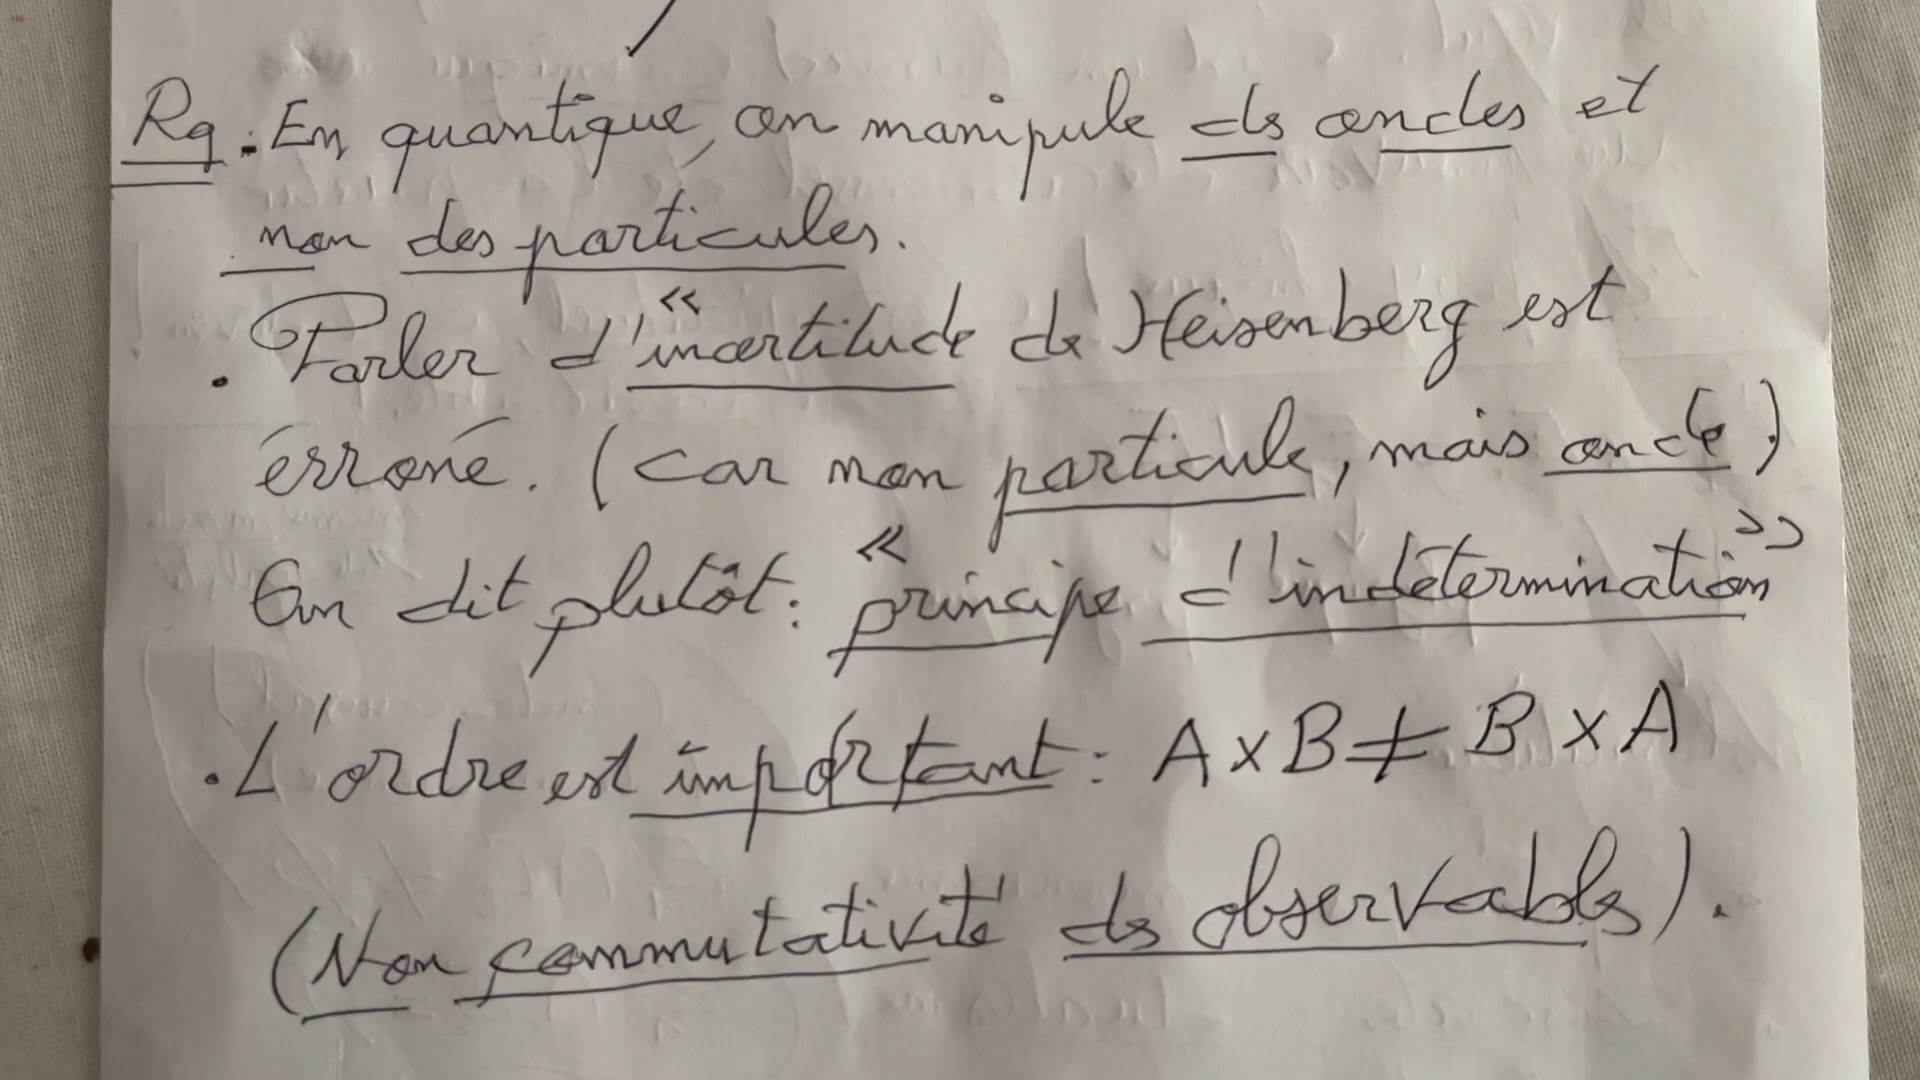 Rq : En quantique, on manipule des ondes et
non des particules.
. Parler d'«incertitude de Heisenberg est
érroné. (car non particule, mais onde)
On dit plutôt: «principe d'indétermination»
. L'ordre est important : A x B ≠ B x A
(Non commutativité des observables).